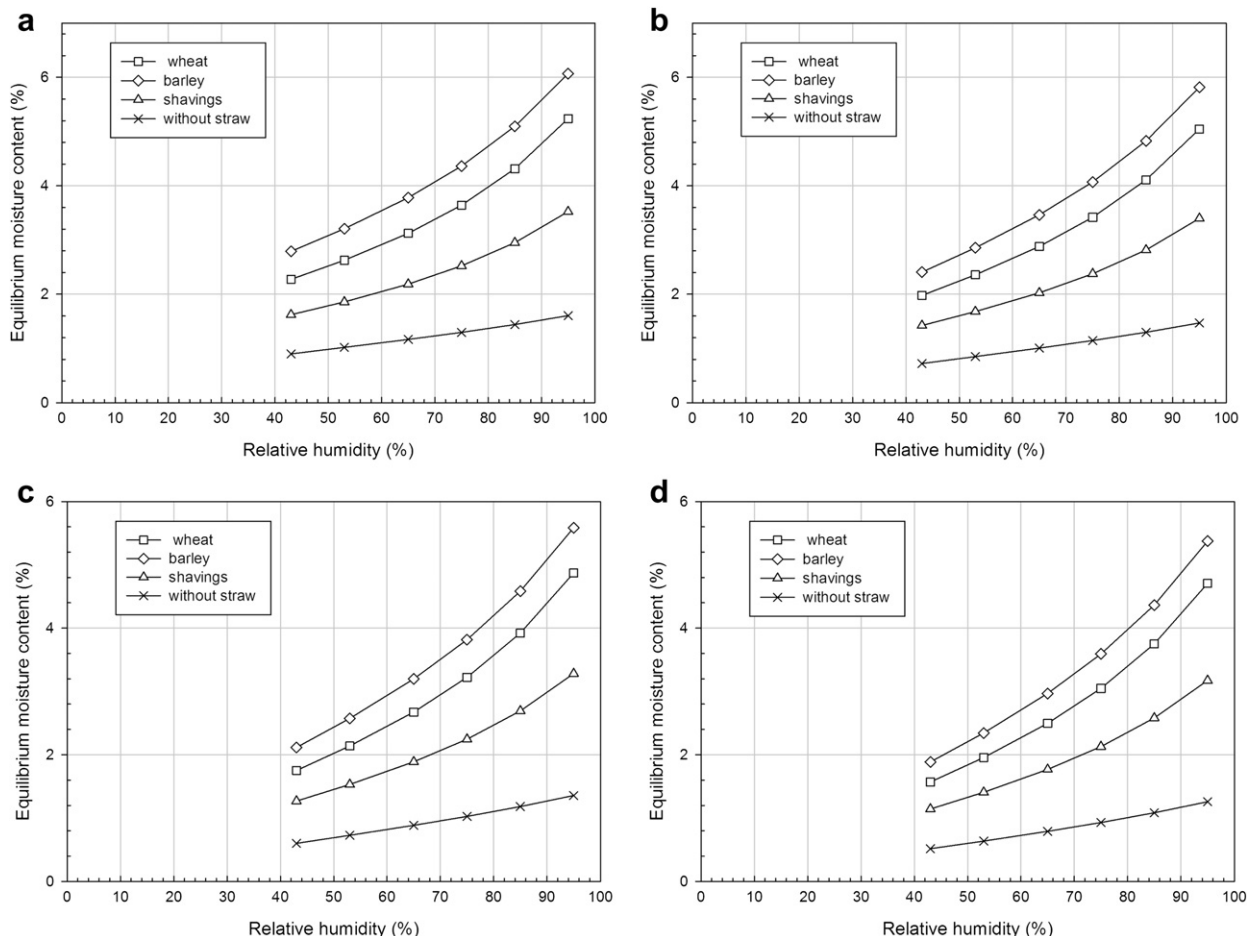 a
wheat
barley
shavings
without straw
Equilibrium moisture content (%)
6
4
2
0
0 10 20 30 40 50 60 70 80 90 100
Relative humidity (%)
b
wheat
barley
shavings
without straw
Equilibrium moisture content (%)
6
4
2
0
0 10 20 30 40 50 60 70 80 90 100
Relative humidity (%)
c
wheat
barley
shavings
without straw
Equilibrium moisture content (%)
6
4
2
0
0 10 20 30 40 50 60 70 80 90 100
Relative humidity (%)
d
wheat
barley
shavings
without straw
Equilibrium moisture content (%)
6
4
2
0
0 10 20 30 40 50 60 70 80 90 100
Relative humidity (%)